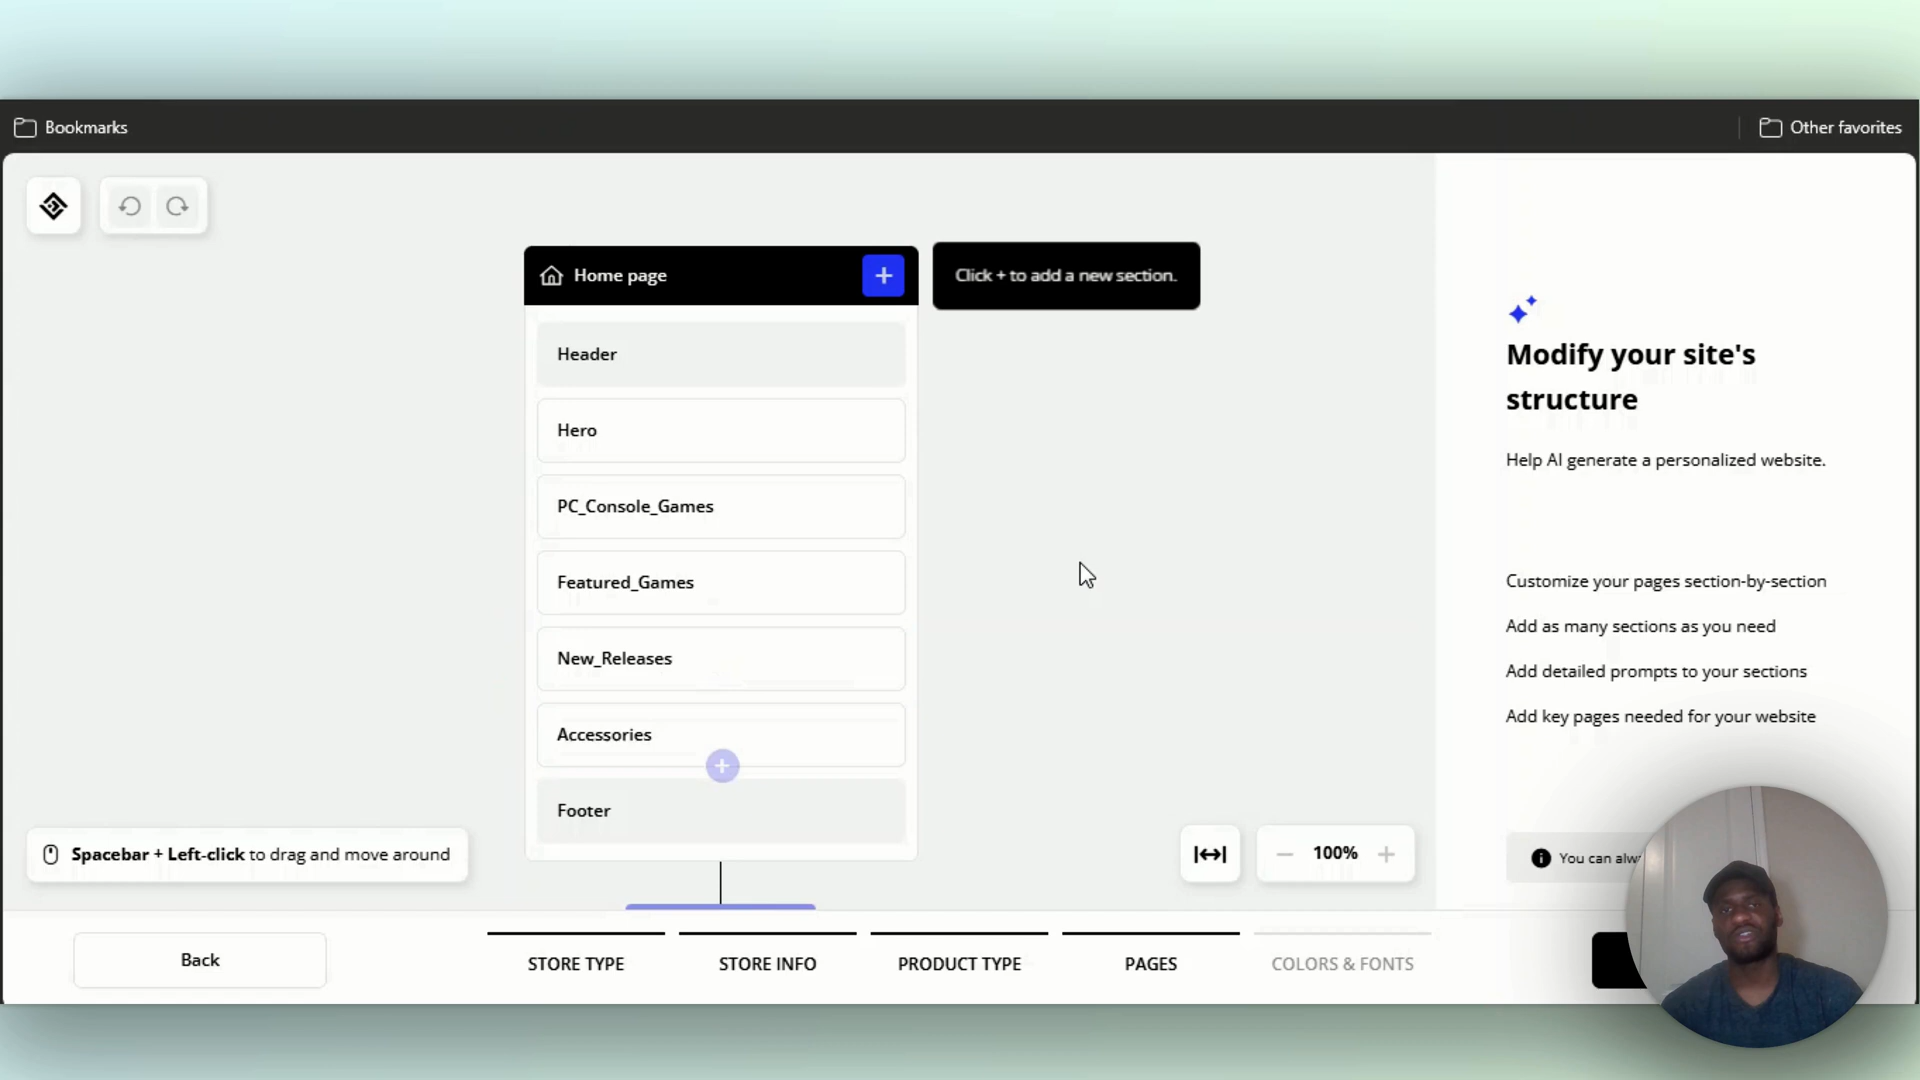 Bookmarks
Other favorites
Home page
Click + to add a new section.
Header
Hero
PC_Console_Games
Featured_Games
New_Releases
Accessories
Footer
Modify your site's
structure
Help AI generate a personalized website.
Customize your pages section-by-section
Add as many sections as you need
Add detailed prompts to your sections
Add key pages needed for your website
You can
Spacebar + Left-click to drag and move around
100%
Back
STORE TYPE
STORE INFO
PRODUCT TYPE
PAGES
COLORS & FONTS